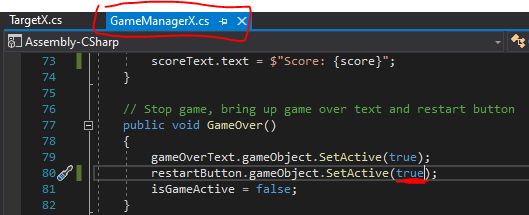 TargetX.cs
GameManagerX.cs
Assembly-CSharp
73 scoreText.text = $"Score: {score}";
74 }
75
76 // Stop game, bring up game over text and restart button
77 public void GameOver()
78 {
79 gameOverText.gameObject.SetActive(true);
80 restartButton.gameObject.SetActive(true);
81 isGameActive = false;
82 }